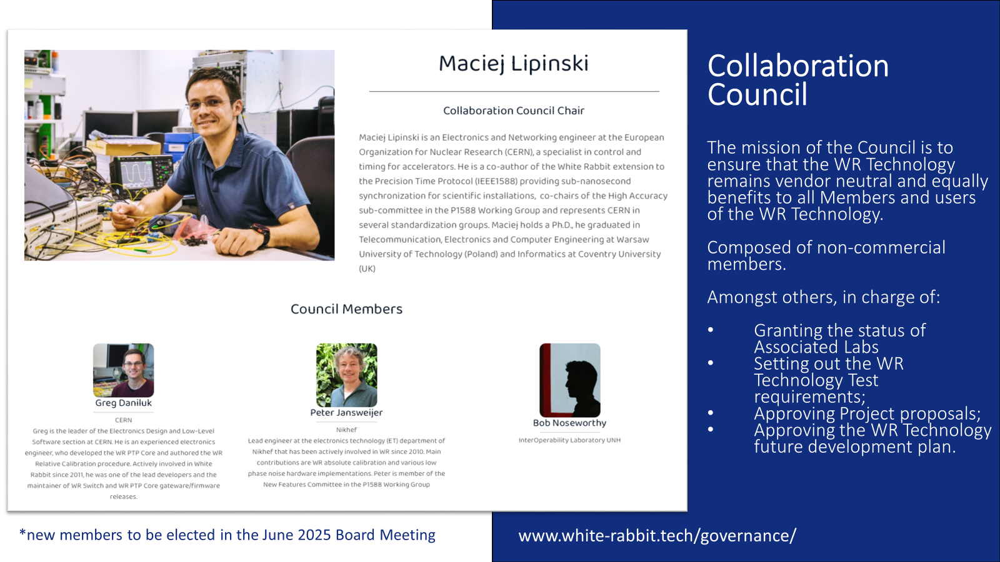 Maciej Lipinski
Collaboration Council Chair
Maciej Lipinski is an Electronics and Networking engineer at the European
Organization for Nuclear Research (CERN), a specialist in control and
timing for accelerators. He is a co-author of the White Rabbit extension to
the Precision Time Protocol (IEEE1588) providing sub-nanosecond
synchronization for scientific installations, co-chairs of the High Accuracy
sub-committee in the P1588 Working Group and represents CERN in
several standardization groups. Maciej holds a Ph.D., he graduated in
Telecommunication, Electronics and Computer Engineering at Warsaw
University of Technology (Poland) and Informatics at Coventry University
(UK)
Council Members
Greg Daniluk
CERN
Greg is the leader of the Electronics Design and Low-Level
Software section at CERN. He is an experienced electronics
engineer, who developed the WR PTP Core and authored the WR
Relative Calibration procedure. Actively involved in White
Rabbit since 2011, he was one of the lead developers and the
maintainer of WR Switch and WR PTP Core gateware/firmware
releases.
Peter Jansweijer
Nikhef
Lead engineer at the electronics technology (ET) department of
Nikhef that has been actively involved in WR since 2010. Main
contributions are WR absolute calibration and various low
phase noise hardware implementations. Peter is member of the
New Features Committee in the P1588 Working Group
Bob Noseworthy
InterOperability Laboratory UNH
*new members to be elected in the June 2025 Board Meeting
Collaboration
Council
The mission of the Council is to
ensure that the WR Technology
remains vendor neutral and equally
benefits to all Members and users
of the WR Technology.
Composed of non-commercial
members.
Amongst others, in charge of:
• Granting the status of
Associated Labs
• Setting out the WR
Technology Test
requirements;
• Approving Project proposals;
• Approving the WR Technology
future development plan.
www.white-rabbit.tech/governance/